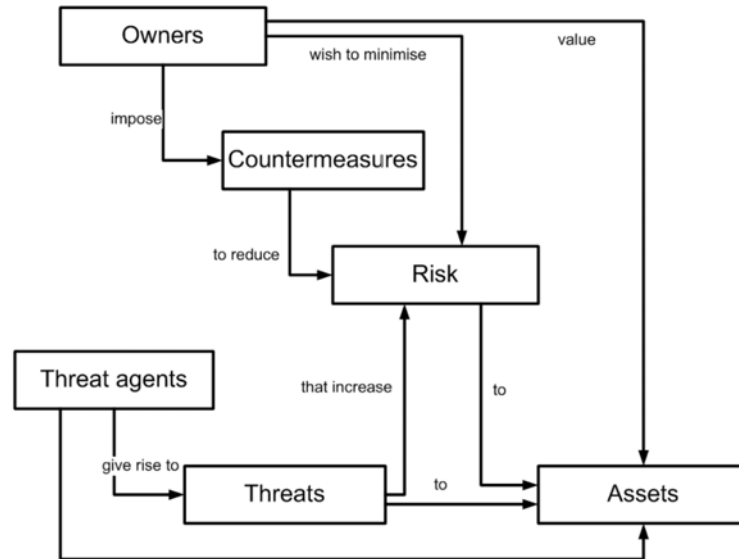 Owners
value
wish to minimise
impose
Countermeasures
to reduce
Risk
Threat agents
that increase
to
give rise to
Threats
to
Assets